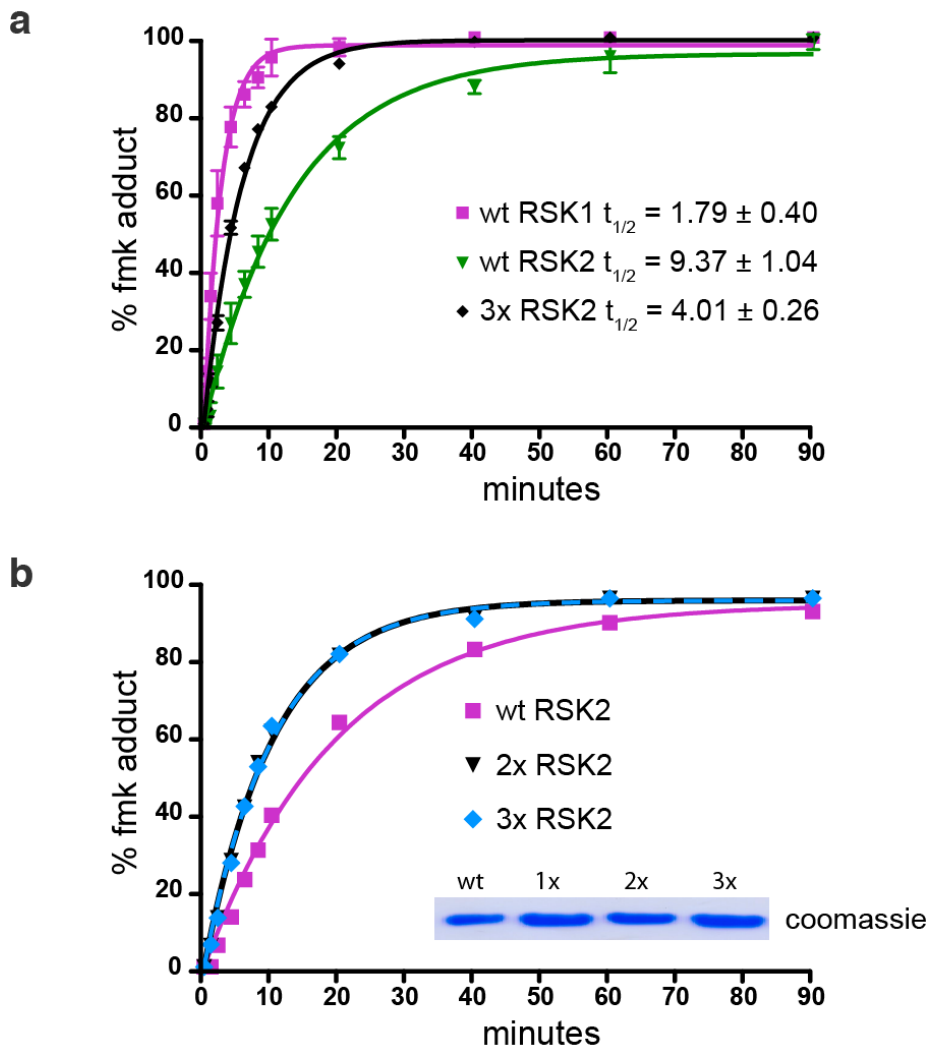 a
100
80
60
40
20
0
% fmk adduct
wt RSK1 t1/2 = 1.79 ± 0.40
wt RSK2 t1/2 = 9.37 ± 1.04
3x RSK2 t1/2 = 4.01 ± 0.26
0 10 20 30 40 50 60 70 80 90
minutes
b
100
80
60
40
20
0
% fmk adduct
wt RSK2
2x RSK2
3x RSK2
wt 1x 2x 3x
coomassie
0 10 20 30 40 50 60 70 80 90
minutes